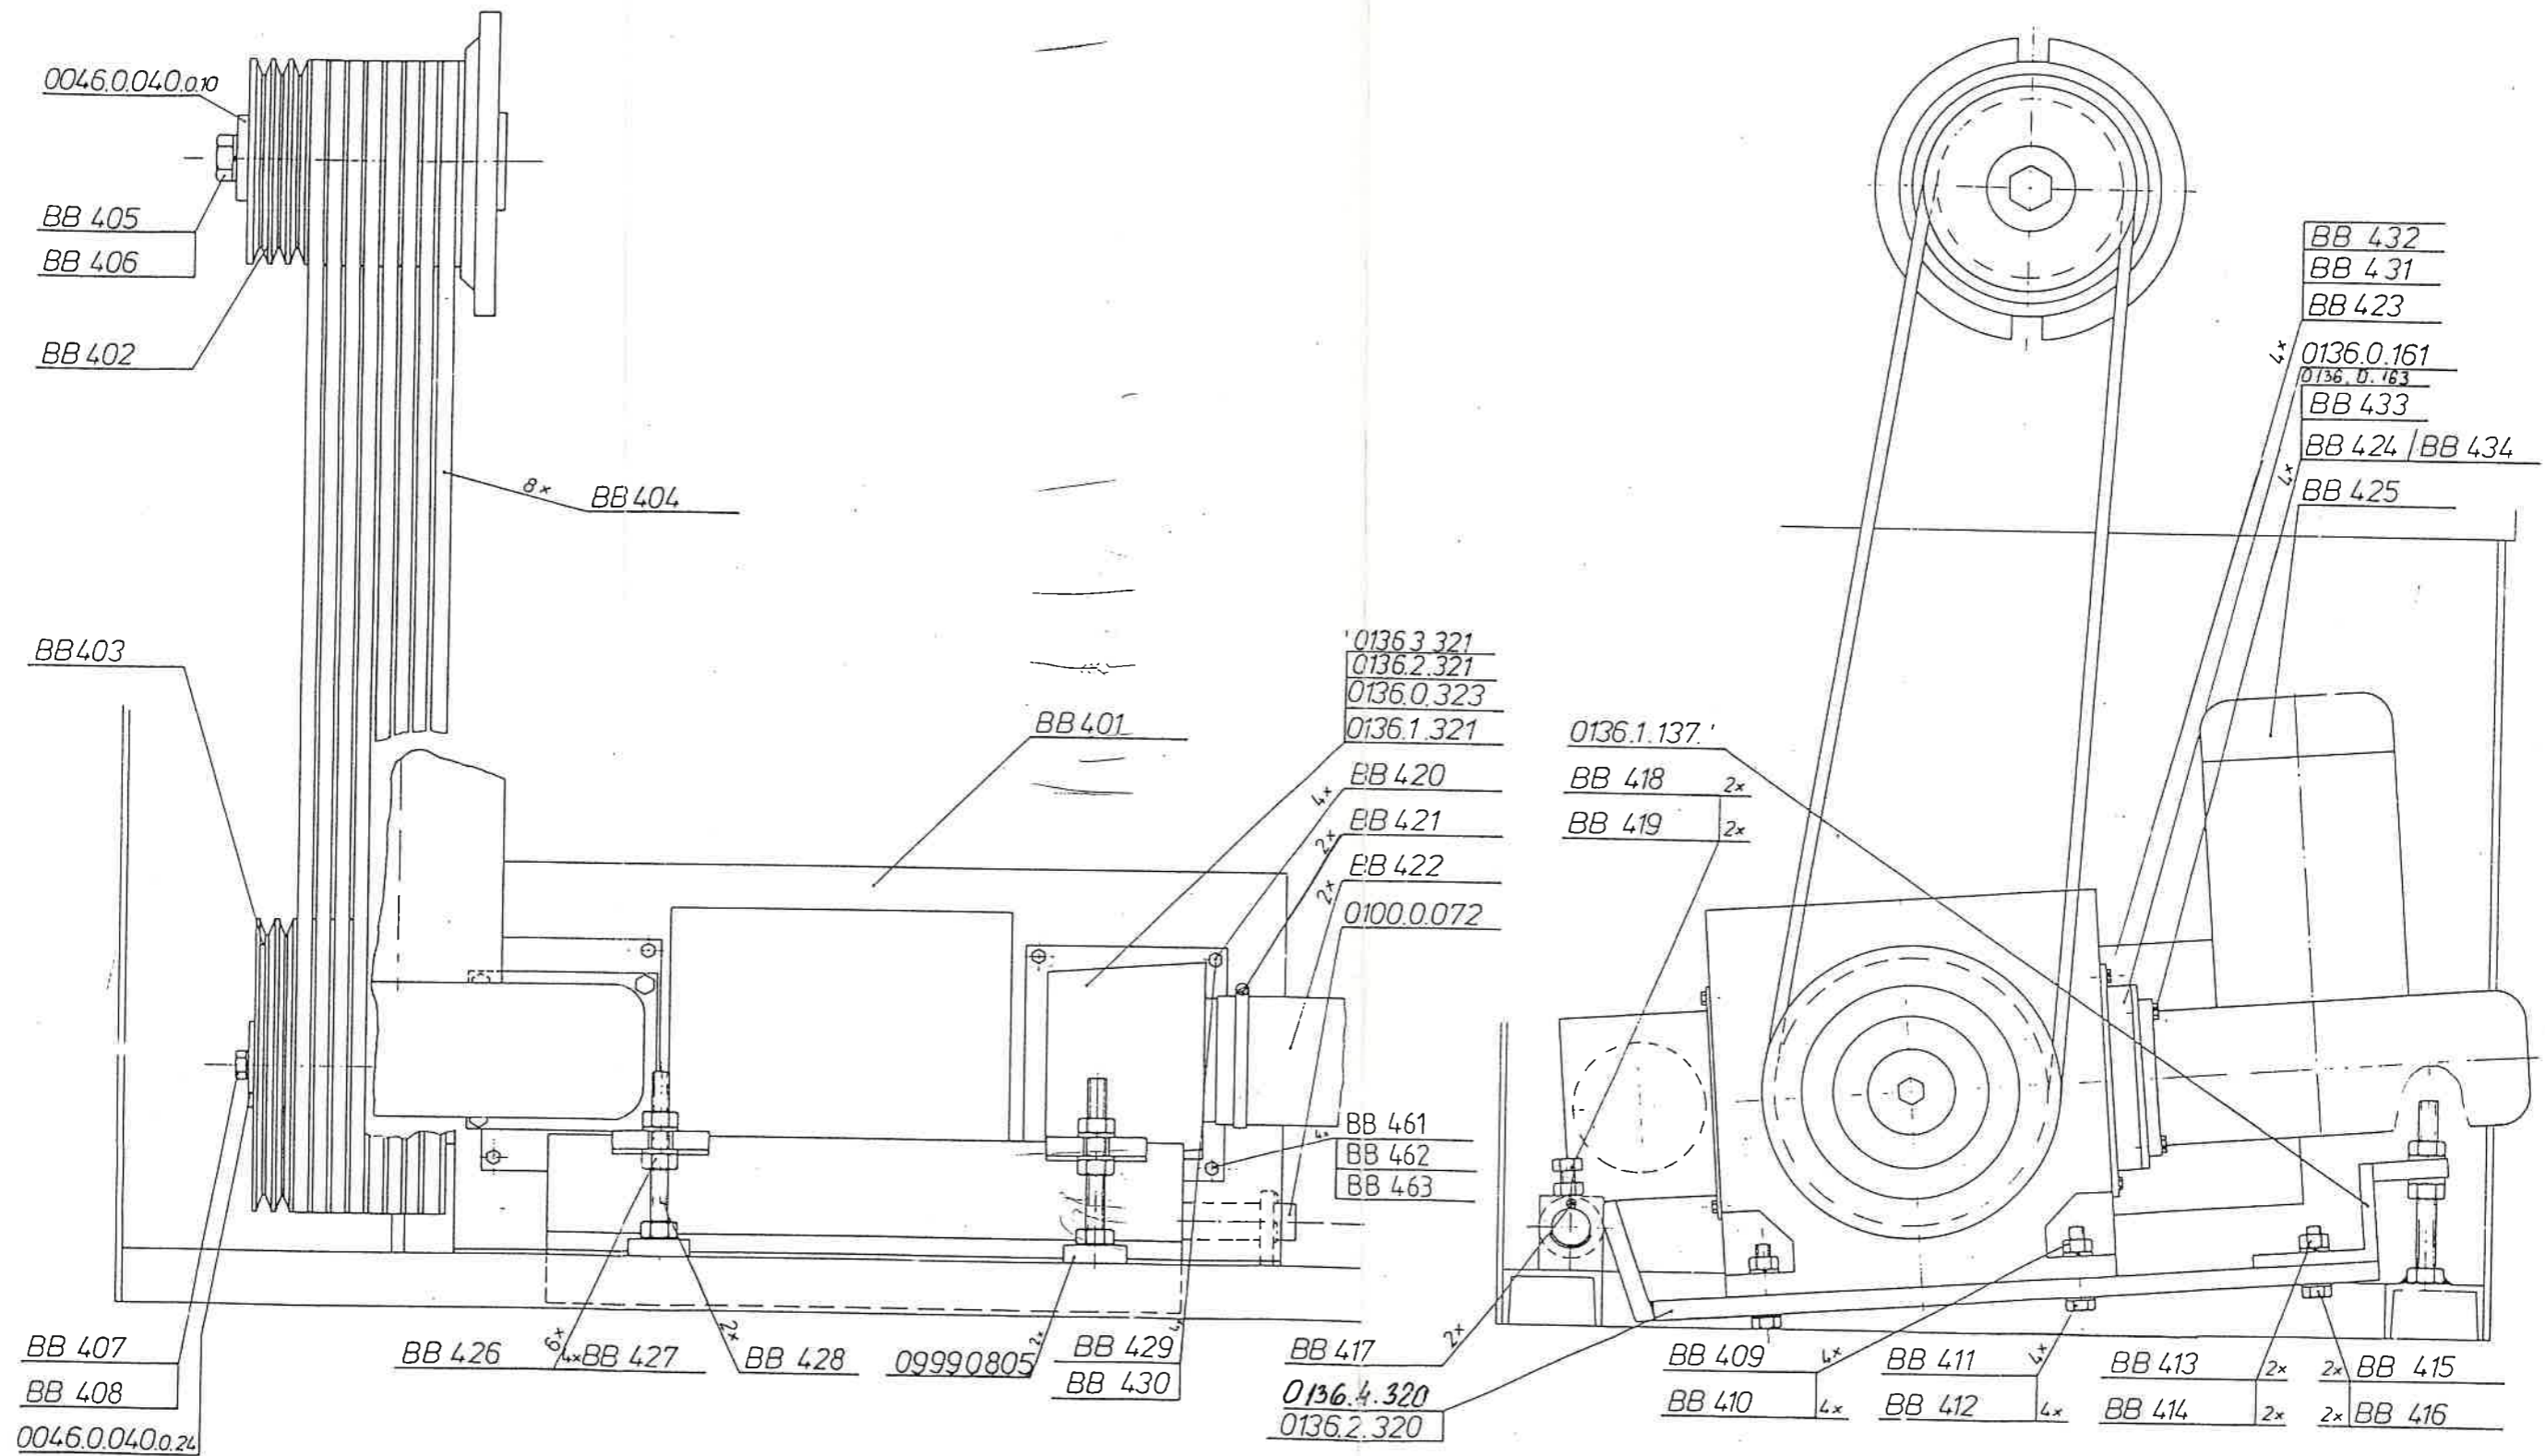 0046.0.040.0.10
BB 405
BB 406
BB 402
8x BB 404
BB 403
BB 401
0136 3 321
0136.2.321
0136.0.323
0136.1.321
4x BB 420
2x BB 421
2x BB 422
0100.0.072
4x BB 461
BB 462
BB 463
BB 407
BB 408
0046.0.040.0.24
BB 426 6x
4x BB 427
2x BB 428
09990805 2x
BB 429 4x
BB 430
BB 432
BB 431
BB 423
4x
0136.0.161
0136.0.163
BB 433
BB 424 / BB 434
4x
BB 425
0136.1.137.
BB 418 2x
BB 419 2x
BB 417 2x
0136.4.320
0136.2.320
BB 409 4x
BB 410 4x
BB 411 4x
BB 412 4x
BB 413 2x
BB 414 2x
2x BB 415
2x BB 416